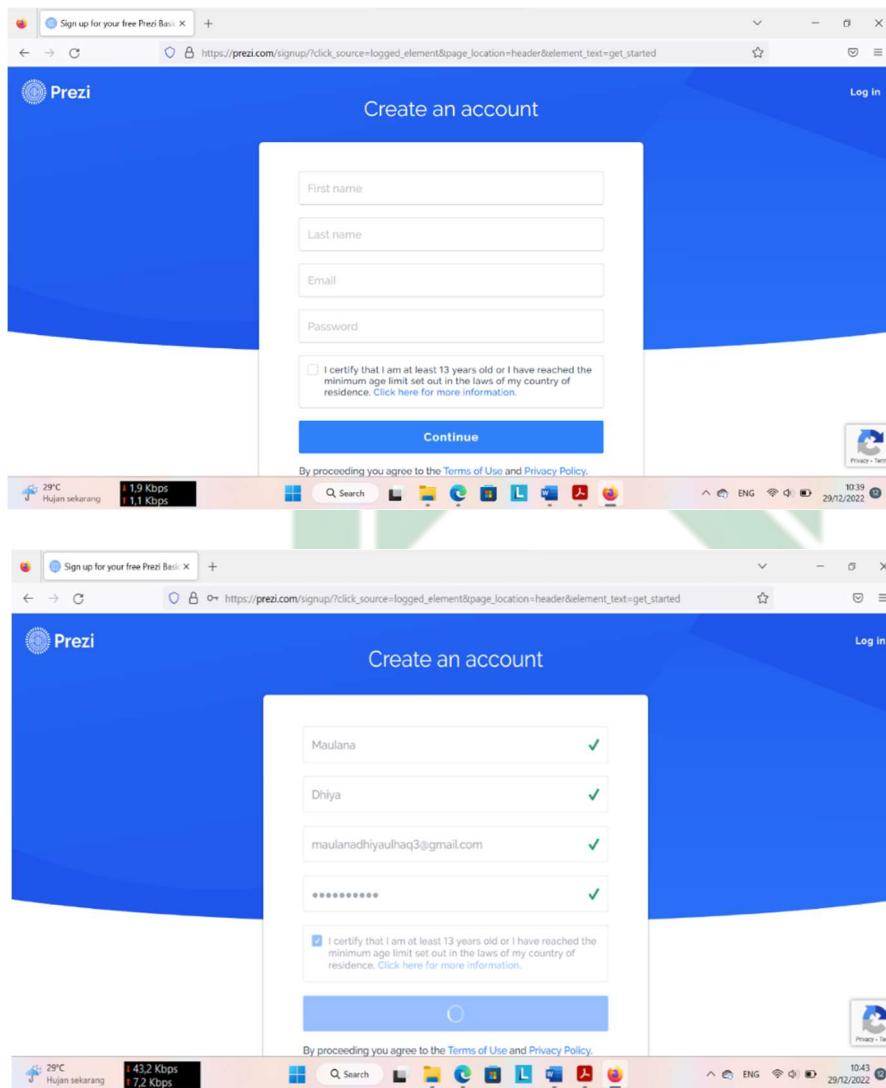 Sign up for your free Prezi Basic
https://prezi.com/signup/?click_source=logged_element&page_location=header&element_text=get_started
Prezi
Log in
Create an account
First name
Last name
Email
Password
I certify that I am at least 13 years old or I have reached the
minimum age limit set out in the laws of my country of
residence. Click here for more information.
Continue
By proceeding you agree to the Terms of Use and Privacy Policy.
Privacy - Term
29°C
Hujan sekarang
1,9 Kbps
1,1 Kbps
Search
ENG
10:39
29/12/2022
Sign up for your free Prezi Basic
https://prezi.com/signup/?click_source=logged_element&page_location=header&element_text=get_started
Prezi
Log in
Create an account
Maulana
Dhiya
maulanadhiyaulhaq3@gmail.com
I certify that I am at least 13 years old or I have reached the
minimum age limit set out in the laws of my country of
residence. Click here for more information.
By proceeding you agree to the Terms of Use and Privacy Policy.
Privacy - Te
29°C
Hujan sekarang
43,2 Kbps
7,2 Kbps
Search
ENG
10:43
29/12/2022